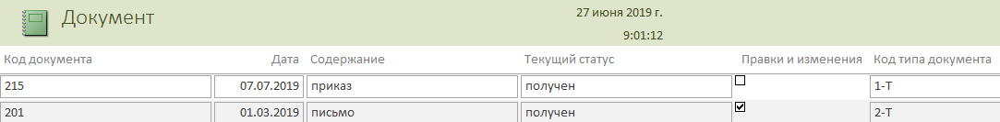 Документ
27 июня 2019 г.
9:01:12
Код документа Дата Содержание Текущий статус Правки и изменения Код типа документа
215 07.07.2019 приказ получен 1-Т
201 01.03.2019 письмо получен 2-Т